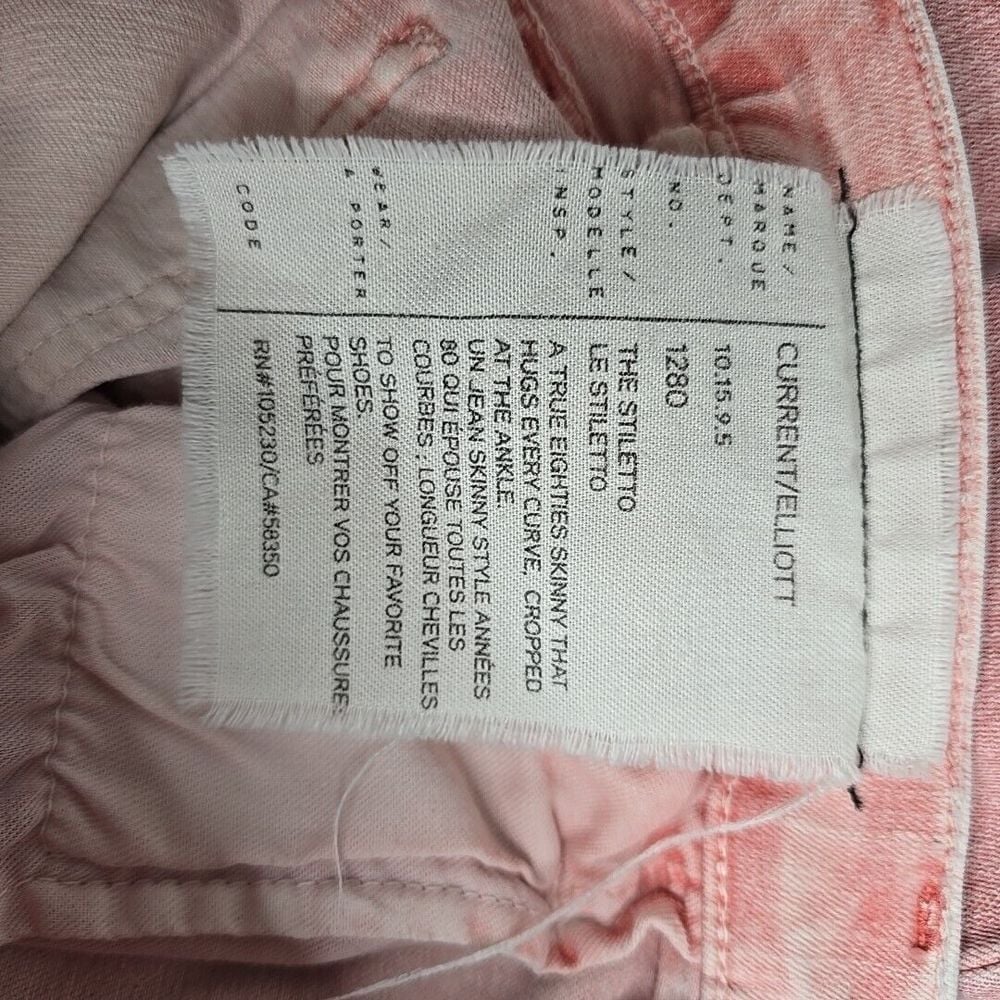 NAME / CURRENT/ELLIOTT
MARQUE
DEPT. 10.15 9.5
NO. 1280
STYLE / THE STILETTO
MODELLE LE STILETTO
INSP. A TRUE EIGHTIES SKINNY THAT
HUGS EVERY CURVE, CROPPED
AT THE ANKLE.
UN JEAN SKINNY STYLE ANNÉES
80 QUI ÉPOUSE TOUTES LES
COURBES, LONGUEUR CHEVILLES
WEAR / TO SHOW OFF YOUR FAVORITE
À PORTER SHOES.
POUR MONTRER VOS CHAUSSURES
PRÉFÉRÉES
CODE RN#105230/CA#58350